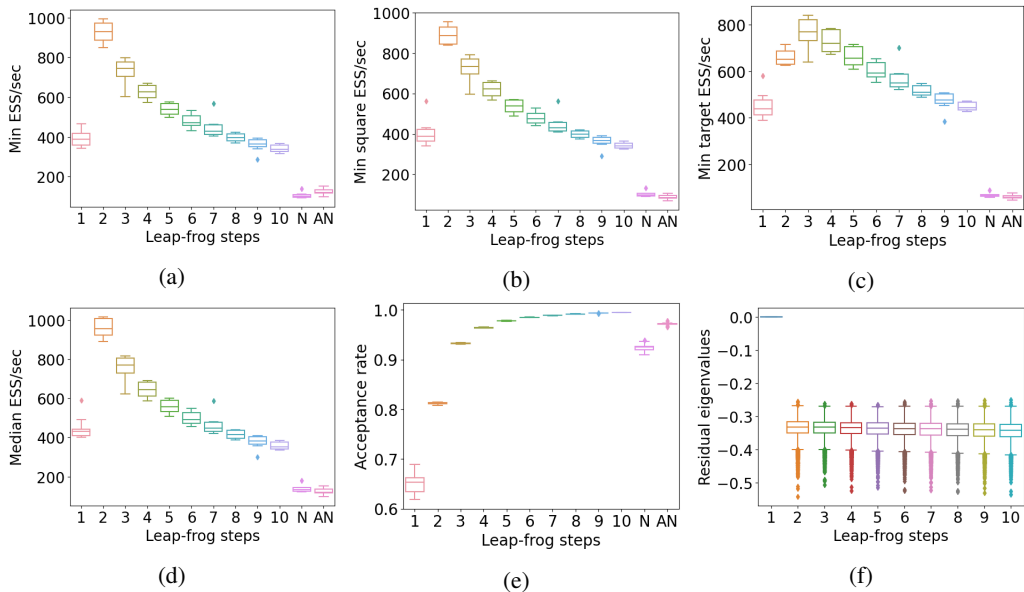 Min ESS/sec
1000
800
600
400
200
1 2 3 4 5 6 7 8 9 10 N AN
Leap-frog steps
(a)
Min square ESS/sec
1000
800
600
400
200
1 2 3 4 5 6 7 8 9 10 N AN
Leap-frog steps
(b)
Min target ESS/sec
800
600
400
200
1 2 3 4 5 6 7 8 9 10 N AN
Leap-frog steps
(c)
Median ESS/sec
1000
800
600
400
200
1 2 3 4 5 6 7 8 9 10 N AN
Leap-frog steps
(d)
Acceptance rate
1.0
0.9
0.8
0.7
0.6
1 2 3 4 5 6 7 8 9 10 N AN
Leap-frog steps
(e)
Residual eigenvalues
0.0
−0.1
−0.2
−0.3
−0.4
−0.5
1 2 3 4 5 6 7 8 9 10
Leap-frog steps
(f)